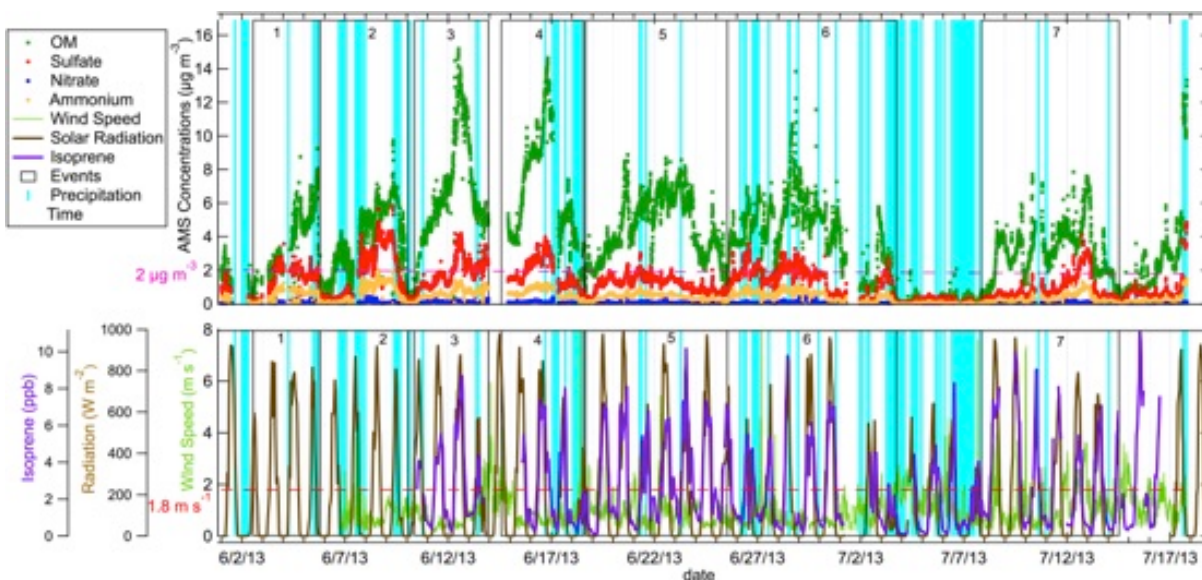 OM
Sulfate
Nitrate
Ammonium
Wind Speed
Solar Radiation
Isoprene
Events
Precipitation
Time
AMS Concentrations (µg m⁻³)
16
14
12
10
8
6
4
2
0
2 µg m⁻³
1 2 3 4 5 6 7
Isoprene (ppb)
10
8
6
4
2
0
Radiation (W m⁻²)
1000
800
600
400
200
0
Wind Speed (m s⁻¹)
8
6
4
2
0
1.8 m s⁻¹
1 2 3 4 5 6 7
6/2/13 6/7/13 6/12/13 6/17/13 6/22/13 6/27/13 7/2/13 7/7/13 7/12/13 7/17/13
date